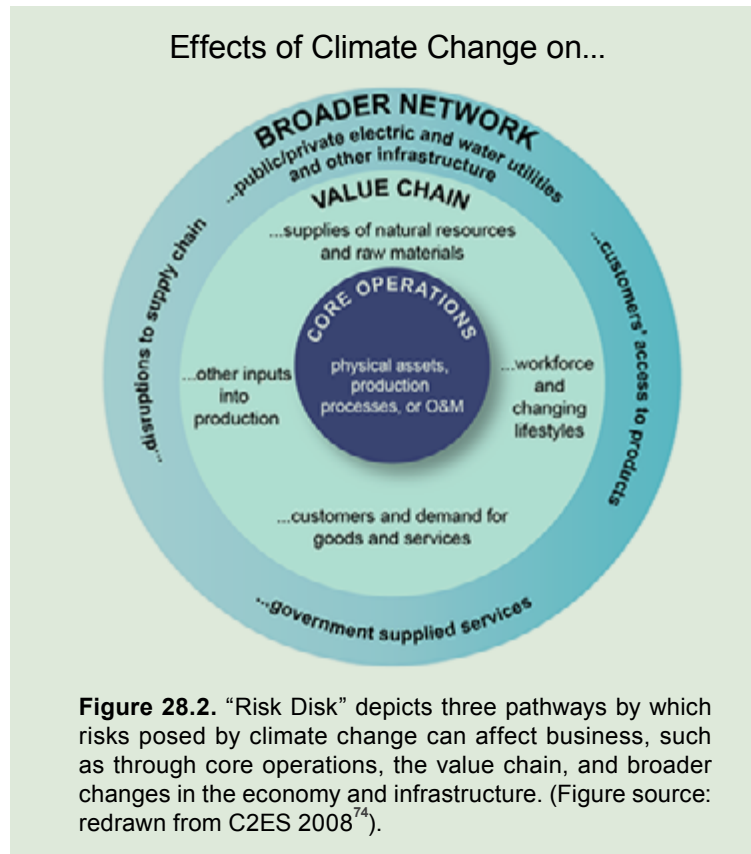 Effects of Climate Change on...
BROADER NETWORK
...public/private electric and water utilities
and other infrastructure
VALUE CHAIN
...supplies of natural resources
and raw materials
CORE OPERATIONS
physical assets,
production
processes, or O&M
...other inputs
into
production
...workforce
and
changing
lifestyles
...customers and demand for
goods and services
...disruptions to supply chain
...customers' access to products
...government supplied services
Figure 28.2. “Risk Disk” depicts three pathways by which
risks posed by climate change can affect business, such
as through core operations, the value chain, and broader
changes in the economy and infrastructure. (Figure source:
redrawn from C2ES 2008⁷⁴).